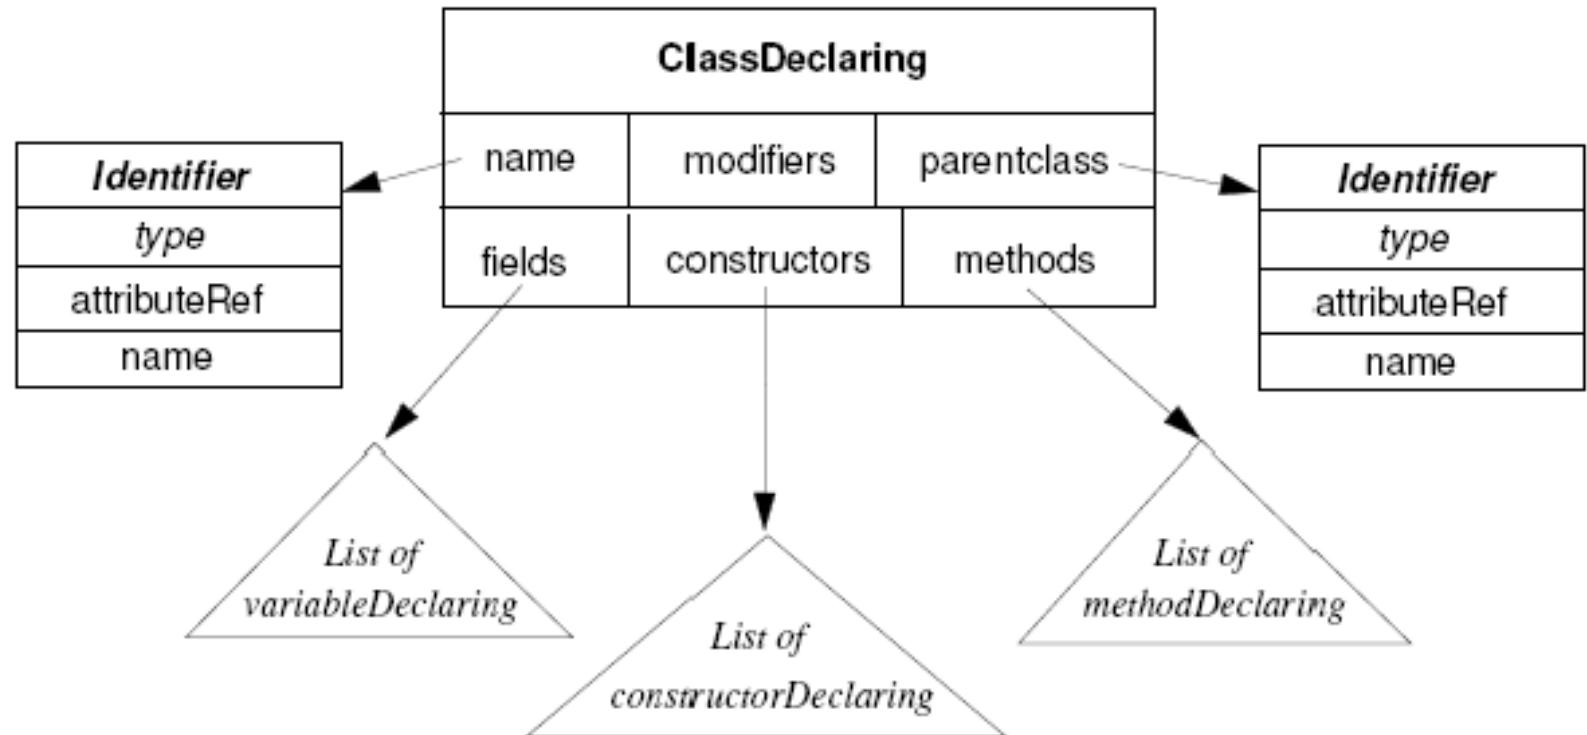 ClassDeclaring
name modifiers parentclass
fields constructors methods
Identifier
type
attributeRef
name
Identifier
type
attributeRef
name
List of
variableDeclaring
List of
constructorDeclaring
List of
methodDeclaring